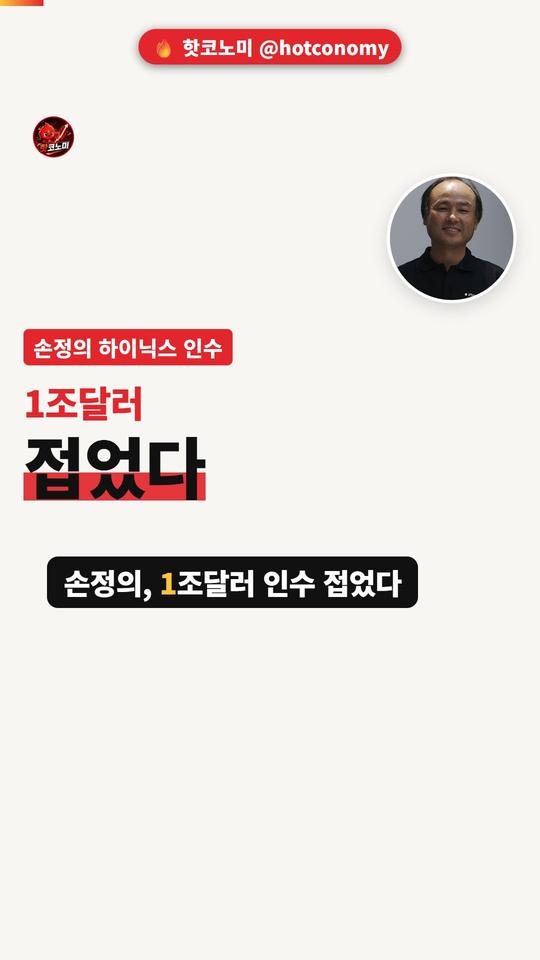 핫코노미 @hotconomy
핫코노미
손정의 하이닉스 인수
1조달러
접었다
손정의, 1조달러 인수 접었다